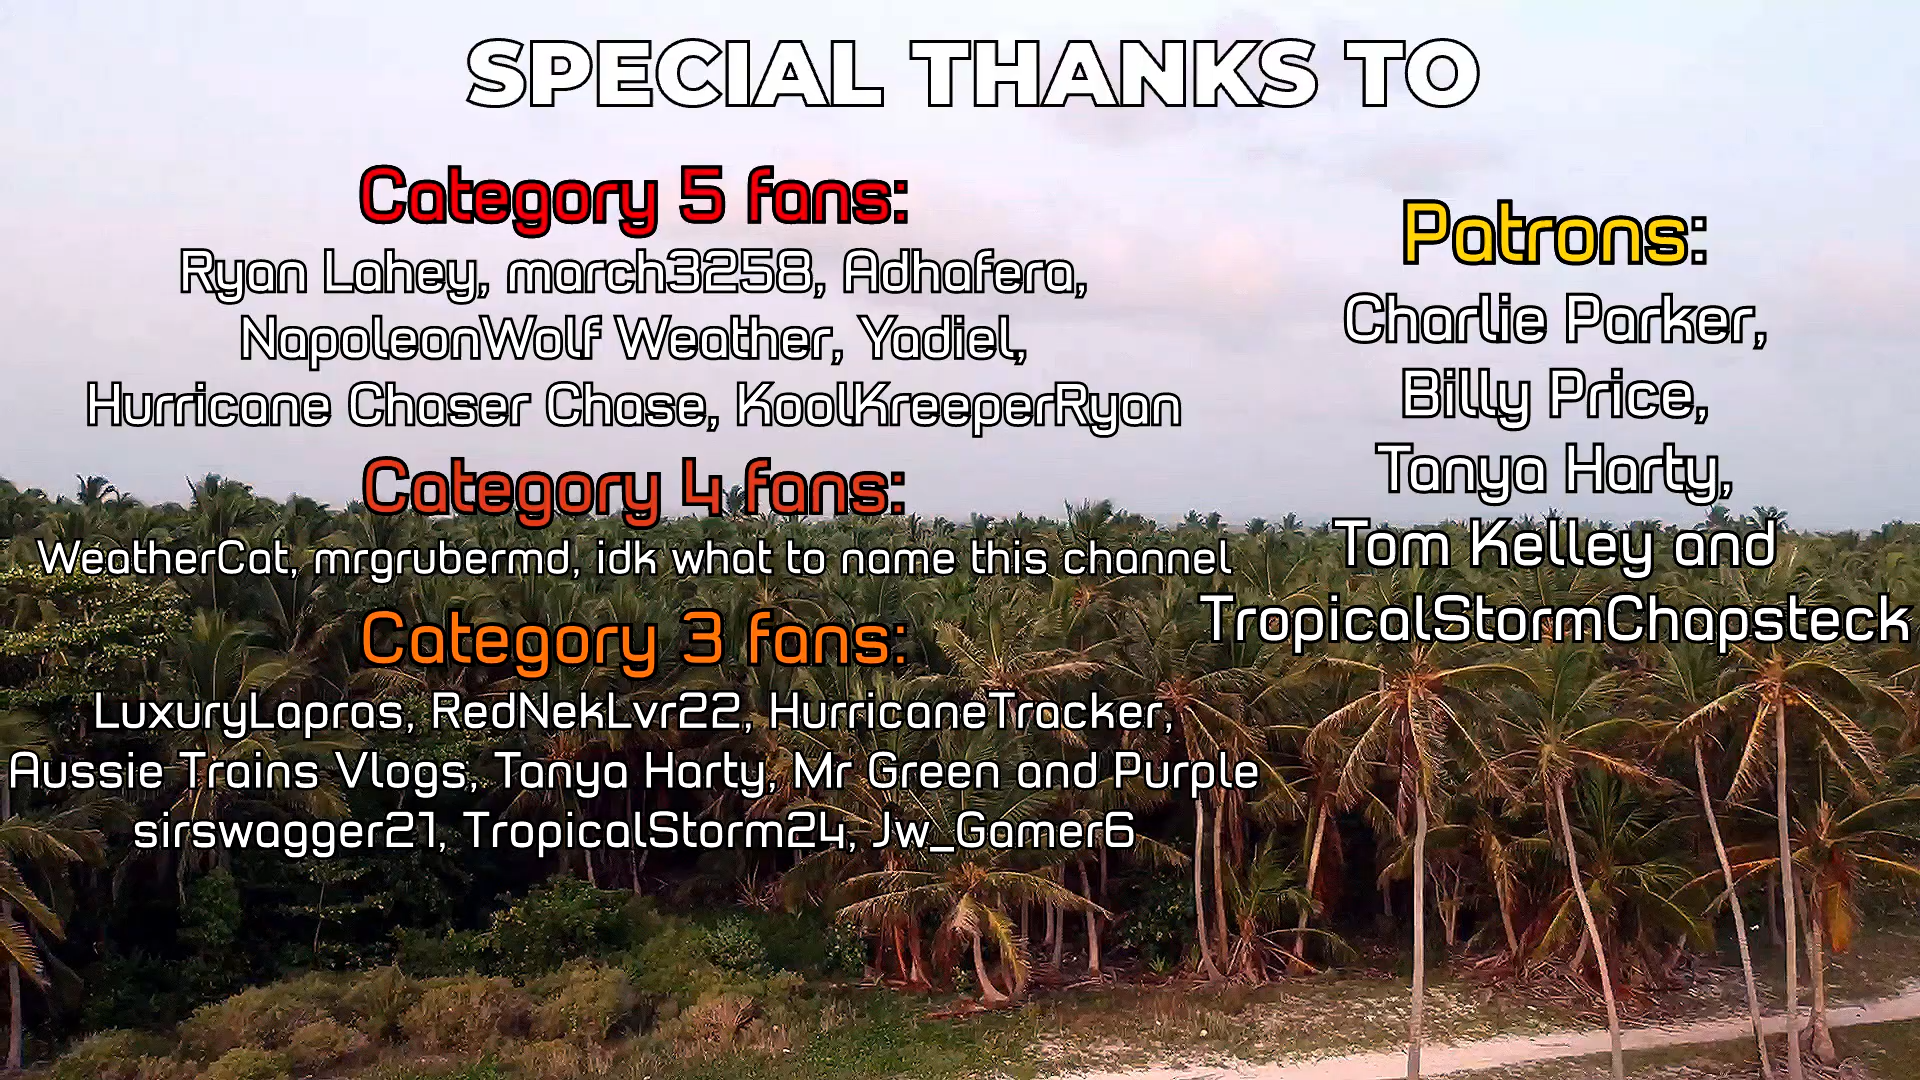 SPECIAL THANKS TO
Category 5 fans:
Ryan Lahey, march3258, Adhafera,
NapoleonWolf Weather, Yadiel,
Hurricane Chaser Chase, KoolKreeperRyan
Category 4 fans:
WeatherCat, mrgrubermd, idk what to name this channel
Category 3 fans:
LuxuryLapras, RedNekLvr22, HurricaneTracker,
Aussie Trains Vlogs, Tanya Harty, Mr Green and Purple
sirswagger21, TropicalStorm24, Jw_Gamer6
Patrons:
Charlie Parker,
Billy Price,
Tanya Harty,
Tom Kelley and
TropicalStormChapsteck